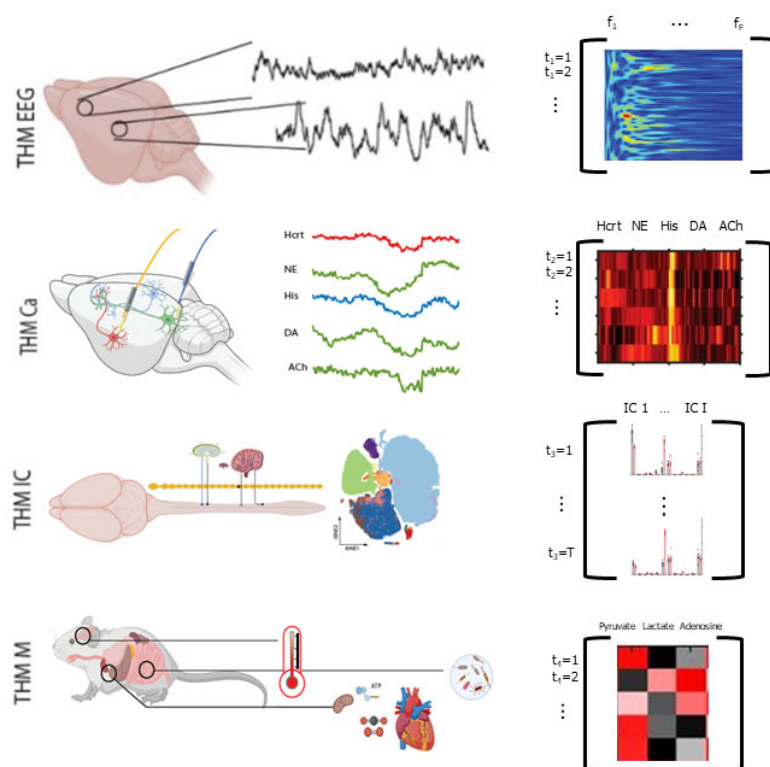 THM EEG
f₁ ... f_F
t₁=1
t₁=2
⋮
THM Ca
Hcrt
NE
His
DA
ACh
Hcrt NE His DA ACh
t₂=1
t₂=2
⋮
THM IC
IC 1 ... IC I
t₃=1
⋮
⋮
t₃=T
THM M
ATP
Pyruvate Lactate Adenosine
t₄=1
t₄=2
⋮